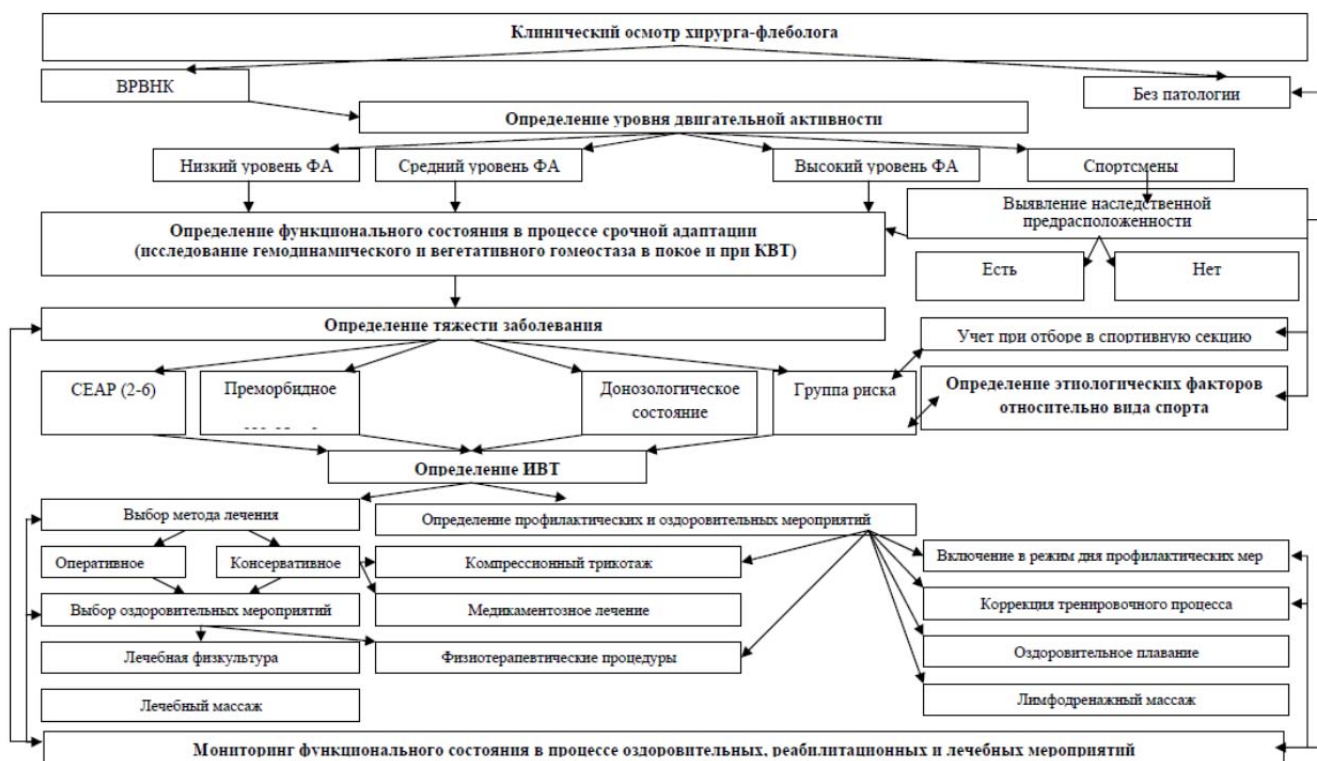 Клинический осмотр хирурга-флеболога
ВРВНК
Без патологии
Определение уровня двигательной активности
Низкий уровень ФА
Средний уровень ФА
Высокий уровень ФА
Спортсмены
Выявление наследственной
предрасположенности
Определение функционального состояния в процессе срочной адаптации
(исследование гемодинамического и вегетативного гомеостаза в покое и при КВТ)
Есть
Нет
Определение тяжести заболевания
Учет при отборе в спортивную секцию
СЕАР (2-6)
Преморбидное
Донозологическое
состояние
Группа риска
Определение этиологических факторов
относительно вида спорта
Определение ИВТ
Выбор метода лечения
Определение профилактических и оздоровительных мероприятий
Оперативное
Консервативное
Компрессионный трикотаж
Включение в режим дня профилактических мер
Выбор оздоровительных мероприятий
Медикаментозное лечение
Коррекция тренировочного процесса
Лечебная физкультура
Физиотерапевтические процедуры
Оздоровительное плавание
Лечебный массаж
Лимфодренажный массаж
Мониторинг функционального состояния в процессе оздоровительных, реабилитационных и лечебных мероприятий